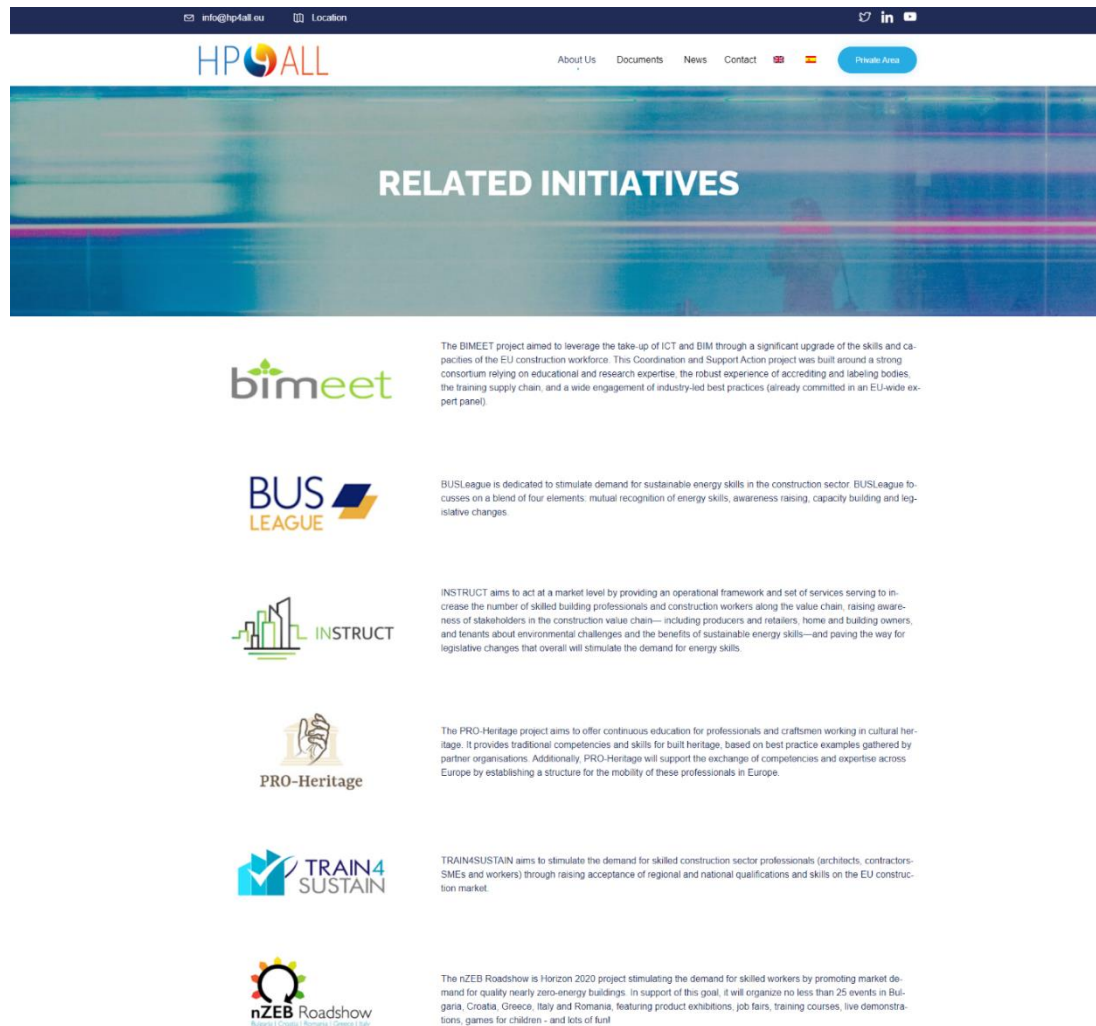 info@hp4all.eu Location
in
HP ALL About Us Documents News Contact Private Area
RELATED INITIATIVES
bimeet
The BIMEET project aimed to leverage the take-up of ICT and BIM through a significant upgrade of the skills and ca-
pacities of the EU construction workforce. This Coordination and Support Action project was built around a strong
consortium relying on educational and research expertise, the robust experience of accrediting and labeling bodies,
the training supply chain, and a wide engagement of industry-led best practices (already committed in an EU-wide ex-
pert panel).
BUS
LEAGUE
BUSLeague is dedicated to stimulate demand for sustainable energy skills in the construction sector. BUSLeague fo-
cusses on a blend of four elements: mutual recognition of energy skills, awareness raising, capacity building and leg-
islative changes.
INSTRUCT
INSTRUCT aims to act at a market level by providing an operational framework and set of services serving to in-
crease the number of skilled building professionals and construction workers along the value chain, raising aware-
ness of stakeholders in the construction value chain— including producers and retailers, home and building owners,
and tenants about environmental challenges and the benefits of sustainable energy skills—and paving the way for
legislative changes that overall will stimulate the demand for energy skills.
PRO-Heritage
The PRO-Heritage project aims to offer continuous education for professionals and craftsmen working in cultural her-
itage. It provides traditional competencies and skills for built heritage, based on best practice examples gathered by
partner organisations. Additionally, PRO-Heritage will support the exchange of competencies and expertise across
Europe by establishing a structure for the mobility of these professionals in Europe.
TRAIN4
SUSTAIN
TRAIN4SUSTAIN aims to stimulate the demand for skilled construction sector professionals (architects, contractors-
SMEs and workers) through raising acceptance of regional and national qualifications and skills on the EU construc-
tion market.
nZEB Roadshow
Bulgaria | Croatia | Romania | Greece | Italy
The nZEB Roadshow is Horizon 2020 project stimulating the demand for skilled workers by promoting market de-
mand for quality nearly zero-energy buildings. In support of this goal, it will organize no less than 25 events in Bul-
garia, Croatia, Greece, Italy and Romania, featuring product exhibitions, job fairs, training courses, live demonstra-
tions, games for children - and lots of fun!